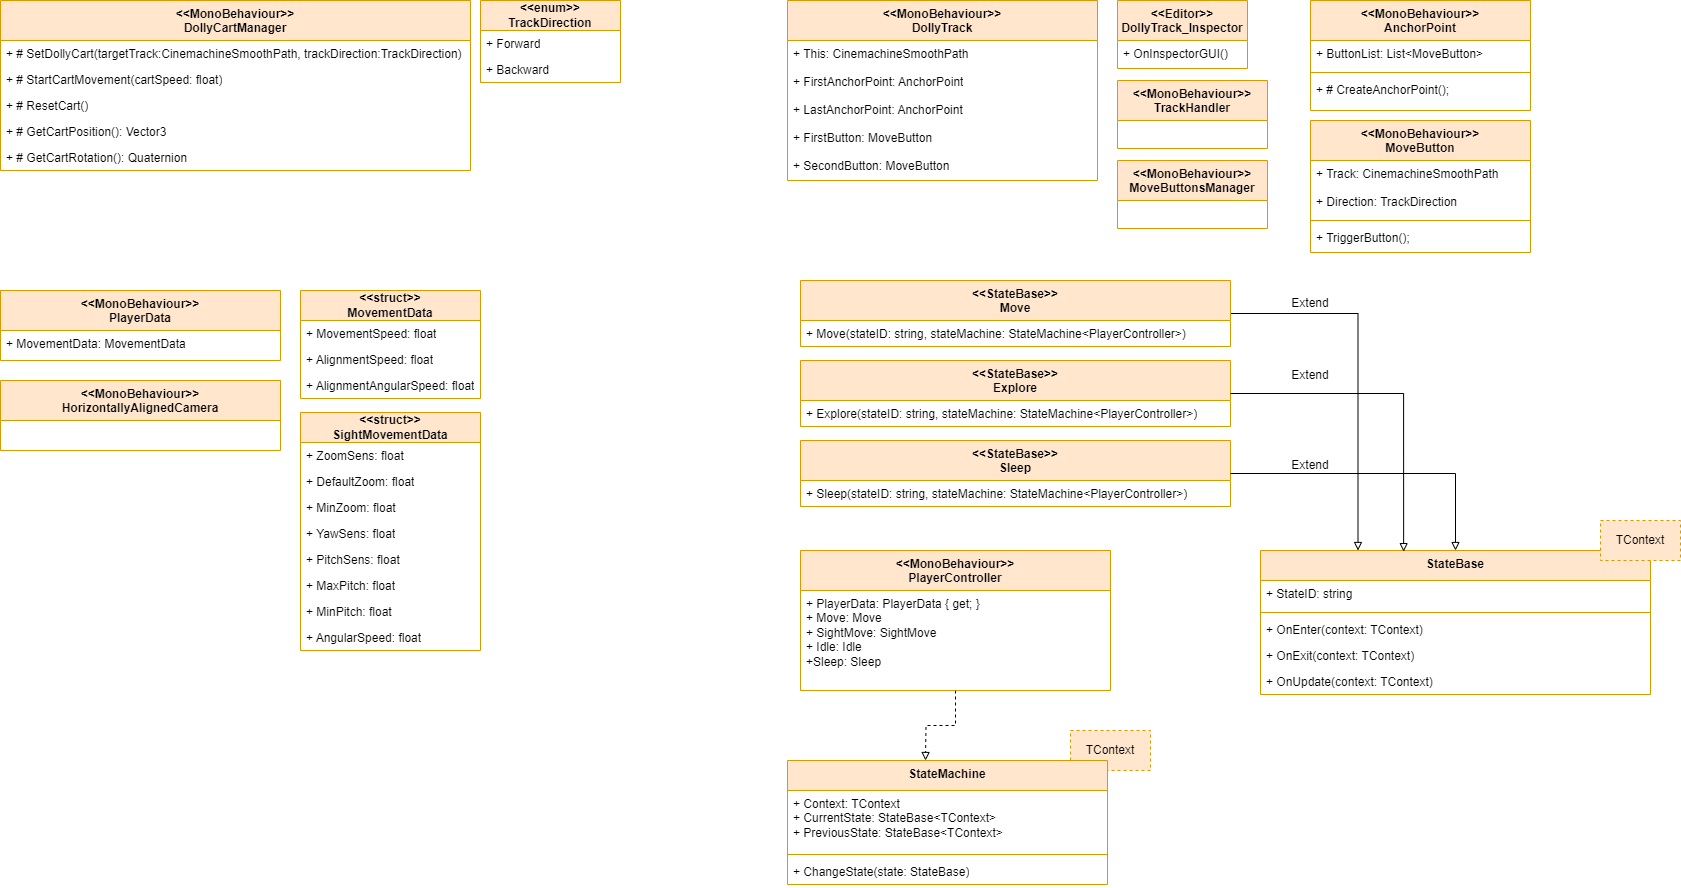 <<MonoBehaviour>>
DollyCartManager
+ # SetDollyCart(targetTrack:CinemachineSmoothPath, trackDirection:TrackDirection)
+ # StartCartMovement(cartSpeed: float)
+ # ResetCart()
+ # GetCartPosition(): Vector3
+ # GetCartRotation(): Quaternion
<<enum>>
TrackDirection
+ Forward
+ Backward
<<MonoBehaviour>>
DollyTrack
+ This: CinemachineSmoothPath
+ FirstAnchorPoint: AnchorPoint
+ LastAnchorPoint: AnchorPoint
+ FirstButton: MoveButton
+ SecondButton: MoveButton
<<Editor>>
DollyTrack_Inspector
+ OnInspectorGUI()
<<MonoBehaviour>>
TrackHandler
<<MonoBehaviour>>
MoveButtonsManager
<<MonoBehaviour>>
AnchorPoint
+ ButtonList: List<MoveButton>
+ # CreateAnchorPoint();
<<MonoBehaviour>>
MoveButton
+ Track: CinemachineSmoothPath
+ Direction: TrackDirection
+ TriggerButton();
<<MonoBehaviour>>
PlayerData
+ MovementData: MovementData
<<MonoBehaviour>>
HorizontallyAlignedCamera
<<struct>>
MovementData
+ MovementSpeed: float
+ AlignmentSpeed: float
+ AlignmentAngularSpeed: float
<<struct>>
SightMovementData
+ ZoomSens: float
+ DefaultZoom: float
+ MinZoom: float
+ YawSens: float
+ PitchSens: float
+ MaxPitch: float
+ MinPitch: float
+ AngularSpeed: float
<<StateBase>>
Move
+ Move(stateID: string, stateMachine: StateMachine<PlayerController>)
Extend
<<StateBase>>
Explore
+ Explore(stateID: string, stateMachine: StateMachine<PlayerController>)
Extend
<<StateBase>>
Sleep
+ Sleep(stateID: string, stateMachine: StateMachine<PlayerController>)
Extend
<<MonoBehaviour>>
PlayerController
+ PlayerData: PlayerData { get; }
+ Move: Move
+ SightMove: SightMove
+ Idle: Idle
+Sleep: Sleep
TContext
StateBase
+ StateID: string
+ OnEnter(context: TContext)
+ OnExit(context: TContext)
+ OnUpdate(context: TContext)
TContext
StateMachine
+ Context: TContext
+ CurrentState: StateBase<TContext>
+ PreviousState: StateBase<TContext>
+ ChangeState(state: StateBase)